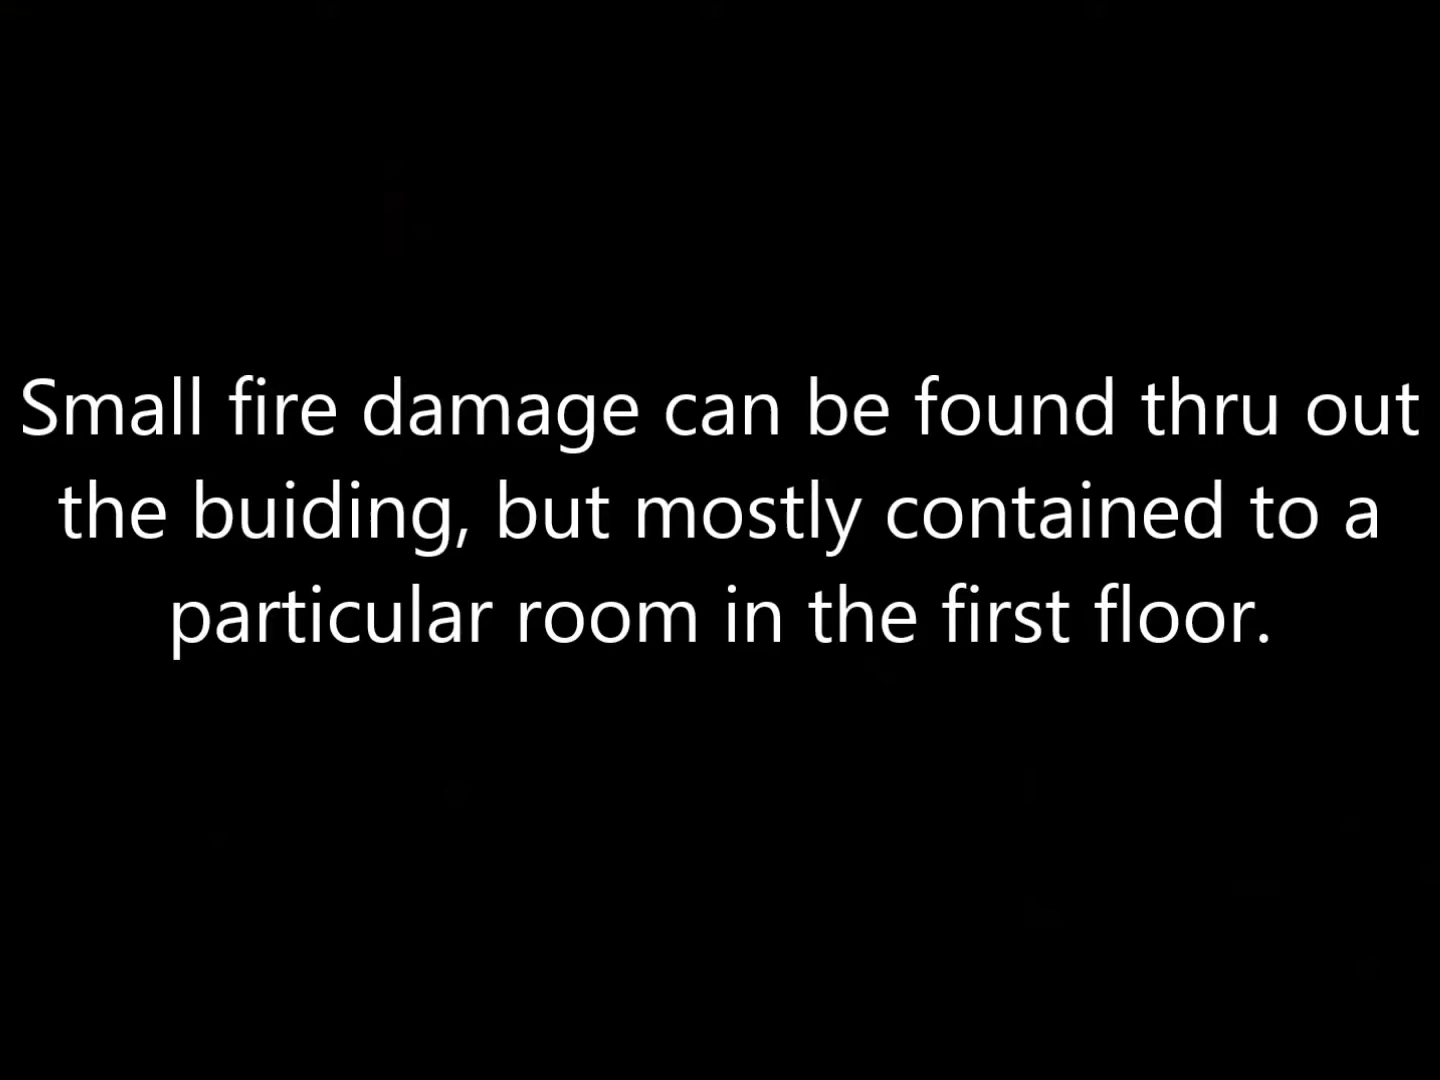 Small fire damage can be found thru out
the buiding, but mostly contained to a
particular room in the first floor.